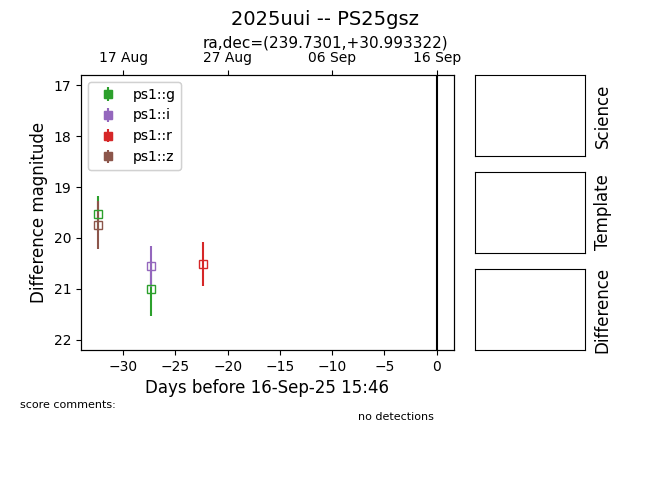 2025uui -- PS25gsz
ra,dec=(239.7301,+30.993322)
17 Aug 27 Aug 06 Sep 16 Sep
ps1::g
ps1::i
ps1::r
ps1::z
17
18
19
20
21
22
Difference magnitude
−30 −25 −20 −15 −10 −5 0
Days before 16-Sep-25 15:46
Science
Template
Difference
score comments:
no detections